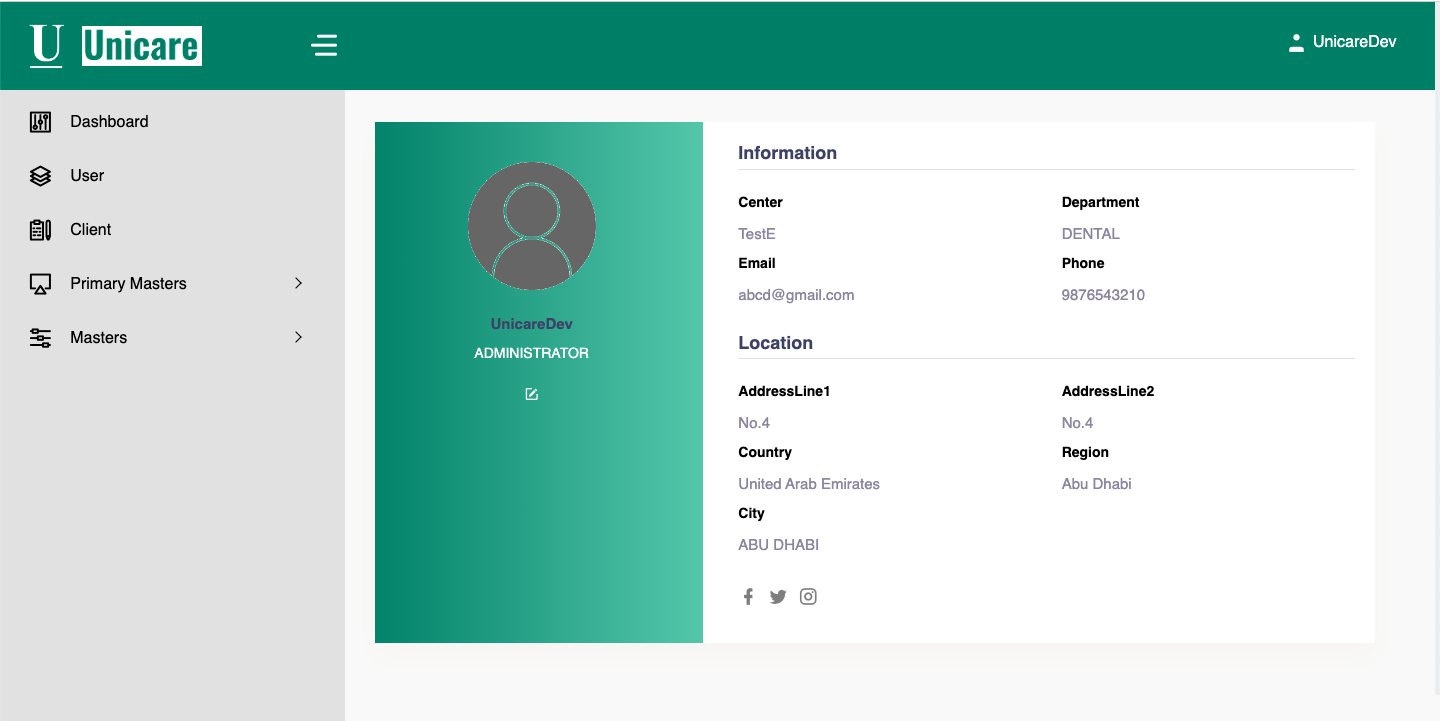 U Unicare
UnicareDev
Dashboard
User
Client
Primary Masters
Masters
UnicareDev
ADMINISTRATOR
Information
Center Department
TestE DENTAL
Email Phone
abcd@gmail.com 9876543210
Location
AddressLine1 AddressLine2
No.4 No.4
Country Region
United Arab Emirates Abu Dhabi
City
ABU DHABI